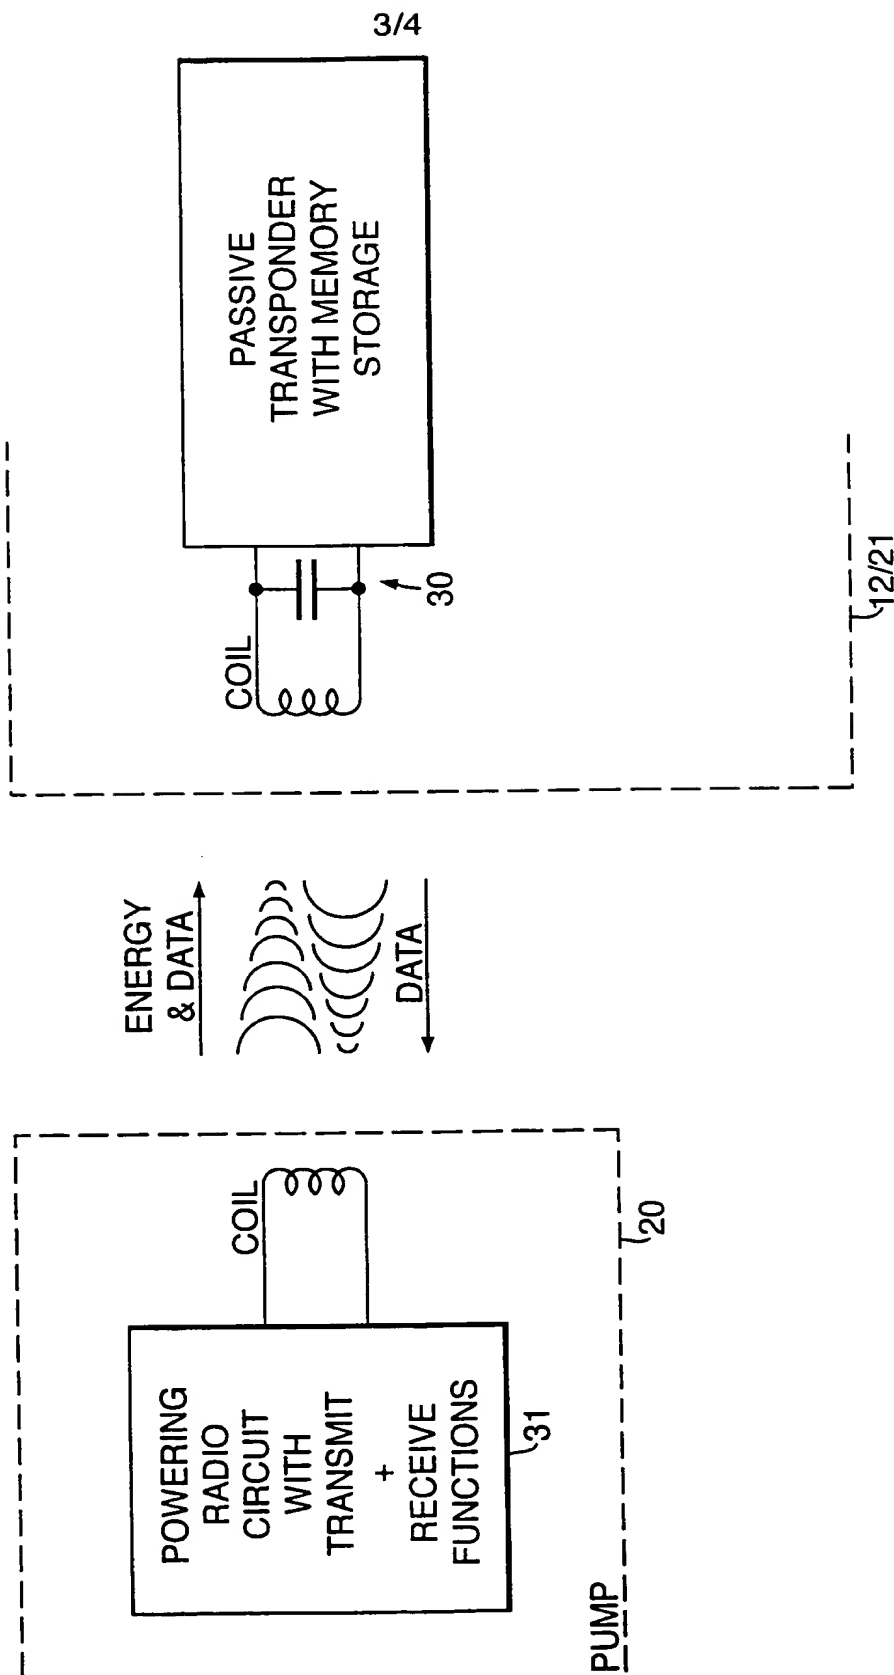 3/4
PASSIVE
TRANSPONDER
WITH MEMORY
STORAGE
COIL
30
12/21
ENERGY
& DATA
DATA
COIL
20
POWERING
RADIO
CIRCUIT
WITH
TRANSMIT
+
RECEIVE
FUNCTIONS
31
PUMP